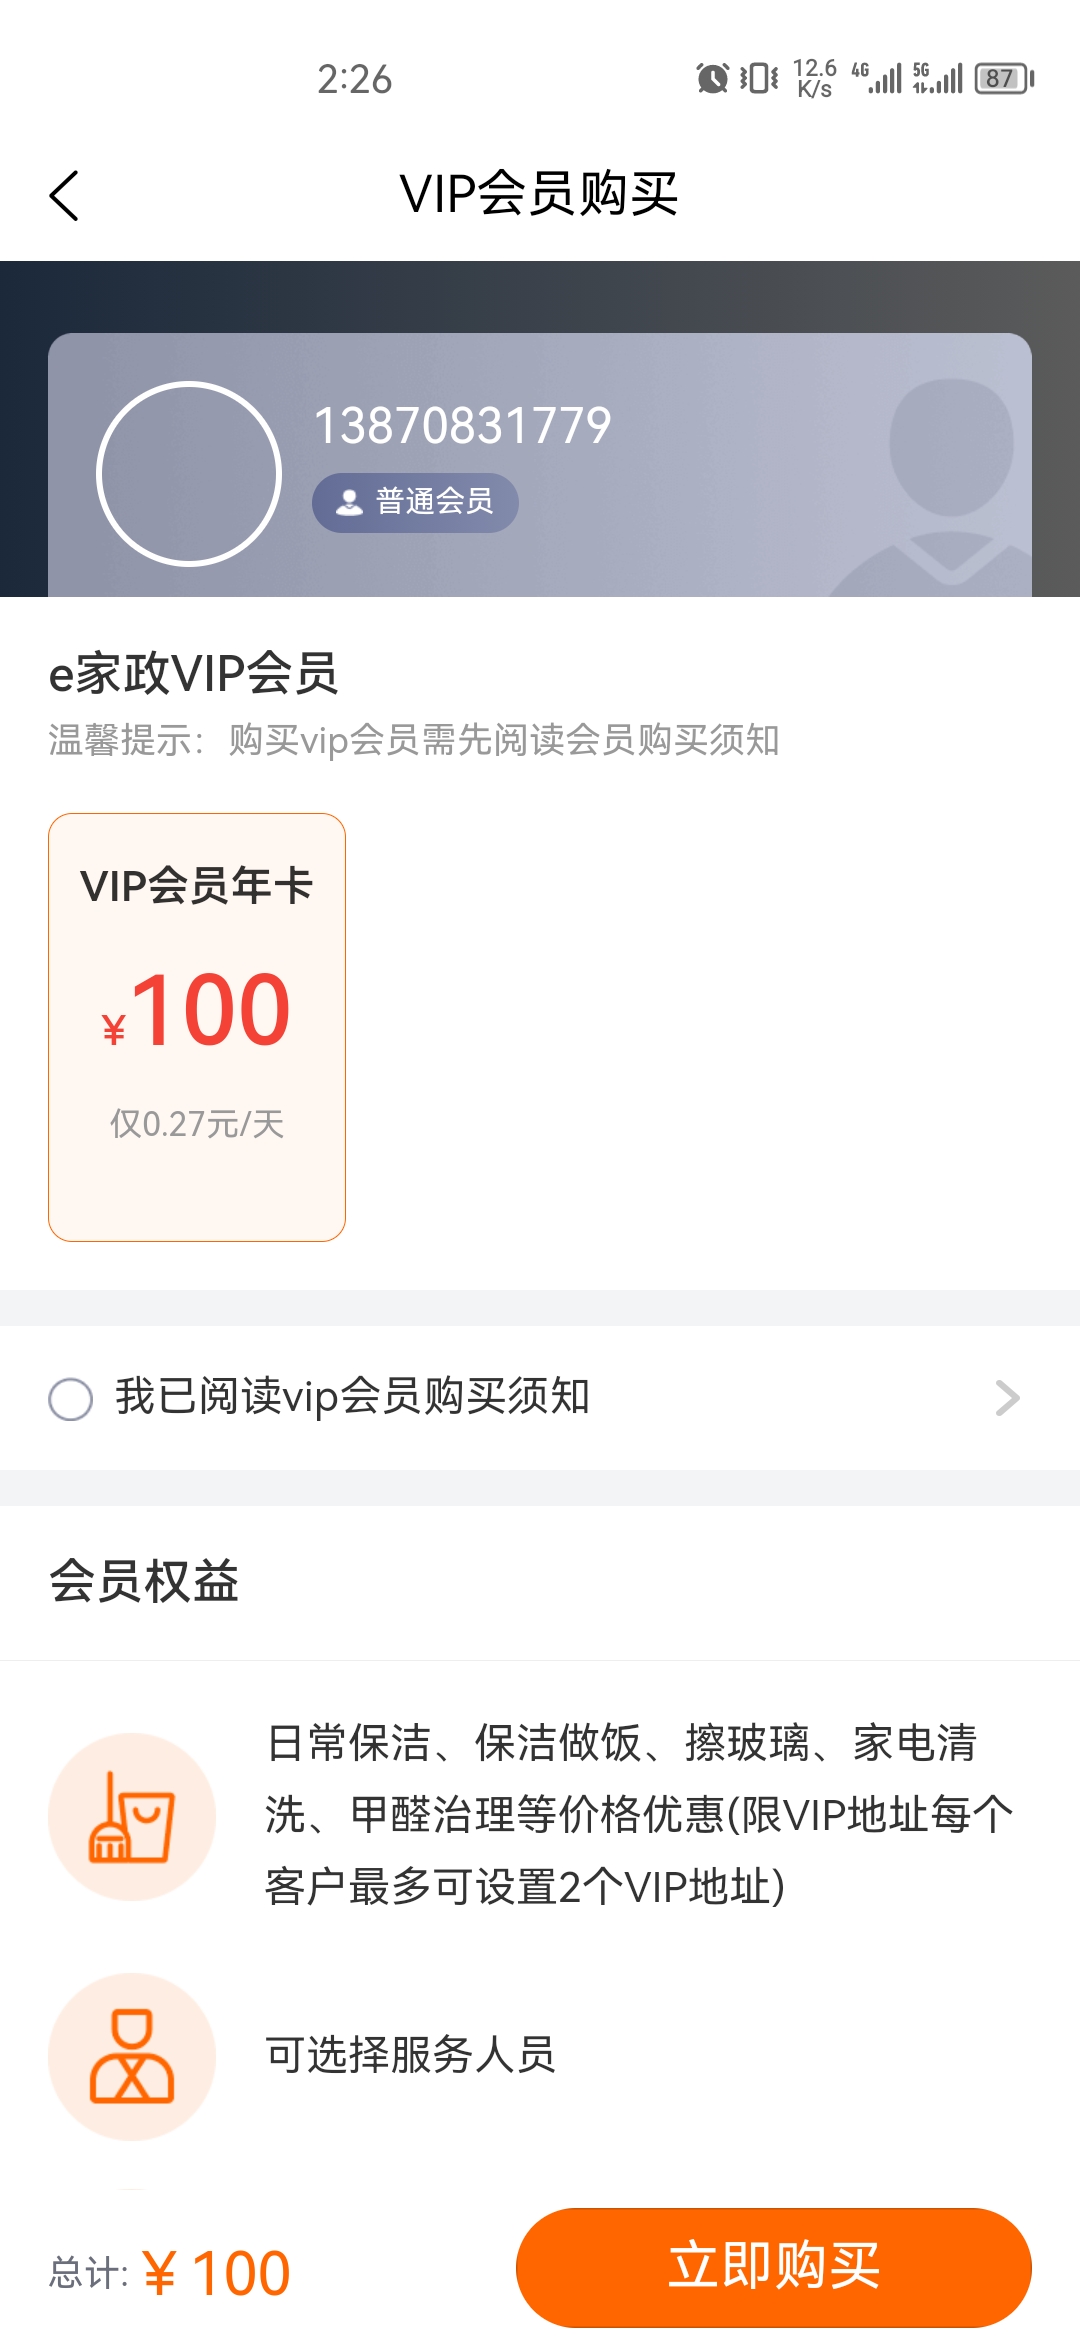 2:26
12.6
K/s
4G
5G
87
VIP会员购买
13870831779
普通会员
e家政VIP会员
温馨提示：购买vip会员需先阅读会员购买须知
VIP会员年卡
¥100
仅0.27元/天
我已阅读vip会员购买须知
会员权益
日常保洁、保洁做饭、擦玻璃、家电清
洗、甲醛治理等价格优惠(限VIP地址每个
客户最多可设置2个VIP地址)
可选择服务人员
总计: ¥100
立即购买